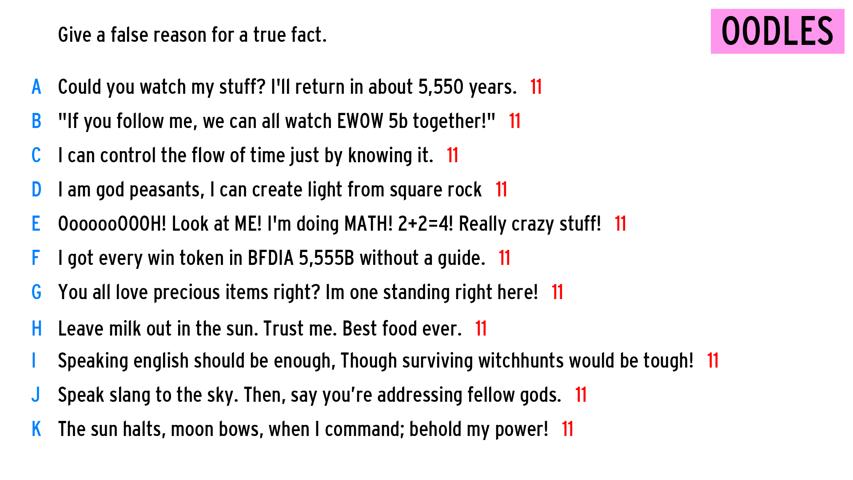 Give a false reason for a true fact.
OODLES
A Could you watch my stuff? I'll return in about 5,550 years. 11
B "If you follow me, we can all watch EWOW 5b together!" 11
C I can control the flow of time just by knowing it. 11
D I am god peasants, I can create light from square rock 11
E OoooooOOOH! Look at ME! I'm doing MATH! 2+2=4! Really crazy stuff! 11
F I got every win token in BFDIA 5,555B without a guide. 11
G You all love precious items right? Im one standing right here! 11
H Leave milk out in the sun. Trust me. Best food ever. 11
I Speaking english should be enough, Though surviving witchhunts would be tough! 11
J Speak slang to the sky. Then, say you're addressing fellow gods. 11
K The sun halts, moon bows, when I command; behold my power! 11